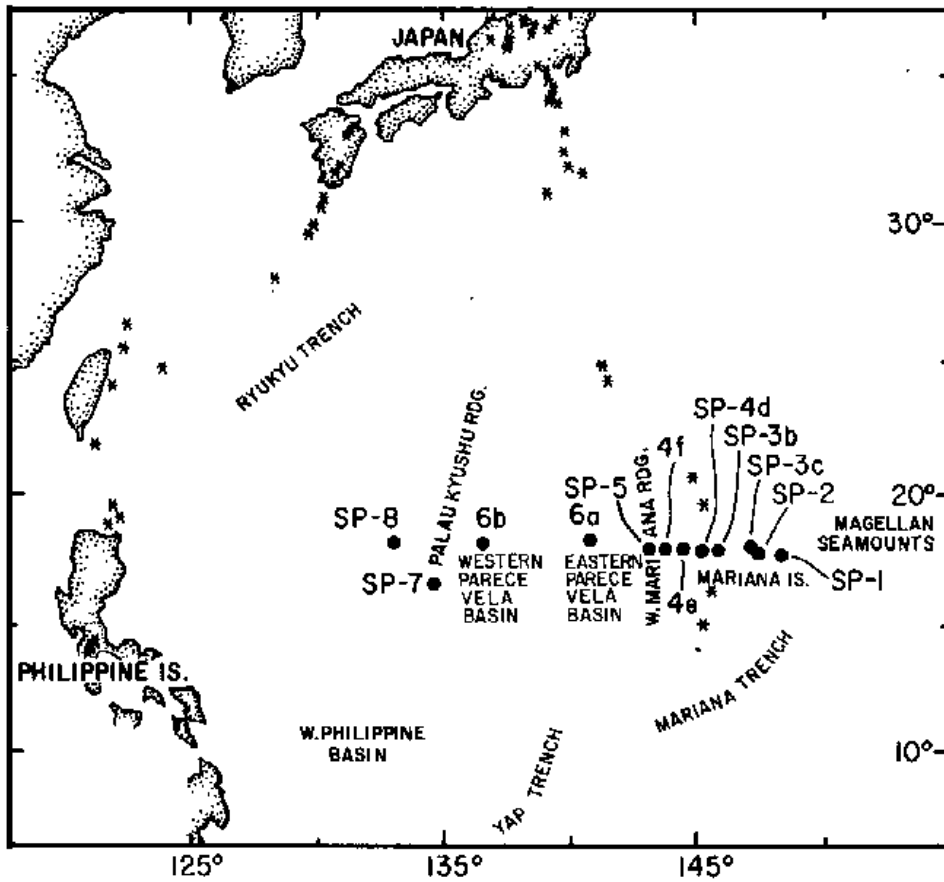 JAPAN
30°
RYUKYU TRENCH
PALAU KYUSHU RDG.
SP-4d
SP-3b
4f
SP-3c
W. MARIANA RDG.
SP-5
SP-2
20°
SP-8
6b
6a
MAGELLAN
SEAMOUNTS
WESTERN
PARECE
VELA
BASIN
EASTERN
PARECE
VELA
BASIN
SP-7
MARIANA IS.
SP-1
4e
PHILIPPINE IS.
MARIANA TRENCH
W. PHILIPPINE
BASIN
10°
YAP TRENCH
125°
135°
145°